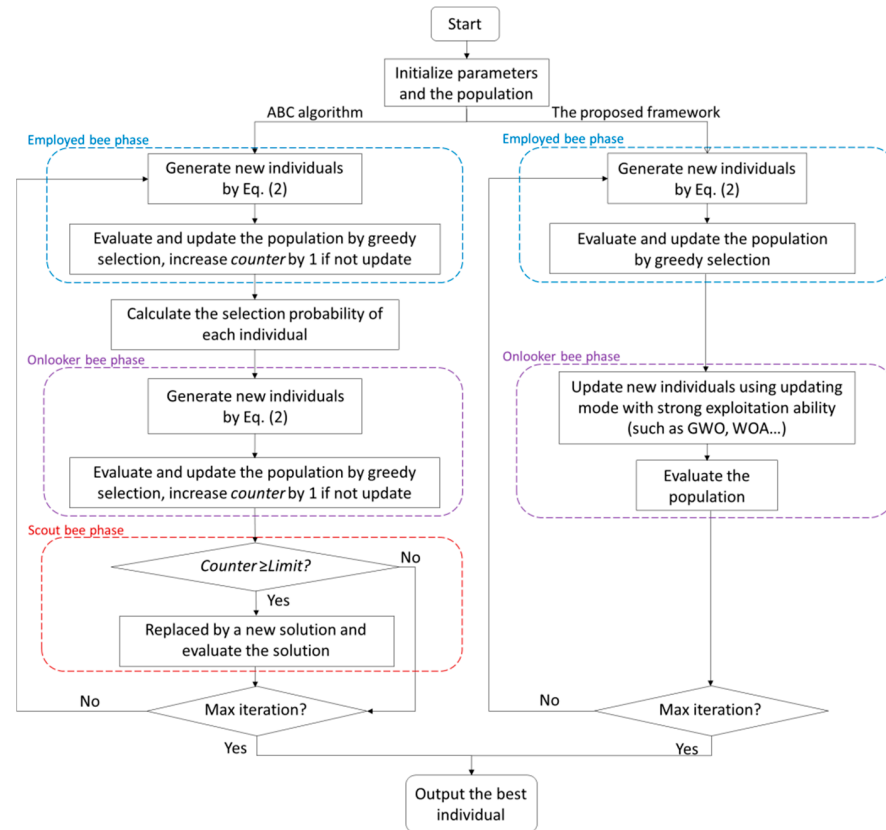 Start
Initialize parameters
and the population
ABC algorithm
The proposed framework
Employed bee phase
Generate new individuals
by Eq. (2)
Evaluate and update the population by greedy
selection, increase counter by 1 if not update
Calculate the selection probability of
each individual
Onlooker bee phase
Generate new individuals
by Eq. (2)
Evaluate and update the population by greedy
selection, increase counter by 1 if not update
Scout bee phase
Counter ≥Limit?
No
Yes
Replaced by a new solution and
evaluate the solution
No
Max iteration?
Yes
Employed bee phase
Generate new individuals
by Eq. (2)
Evaluate and update the population
by greedy selection
Onlooker bee phase
Update new individuals using updating
mode with strong exploitation ability
(such as GWO, WOA...)
Evaluate the
population
No
Max iteration?
Yes
Output the best
individual